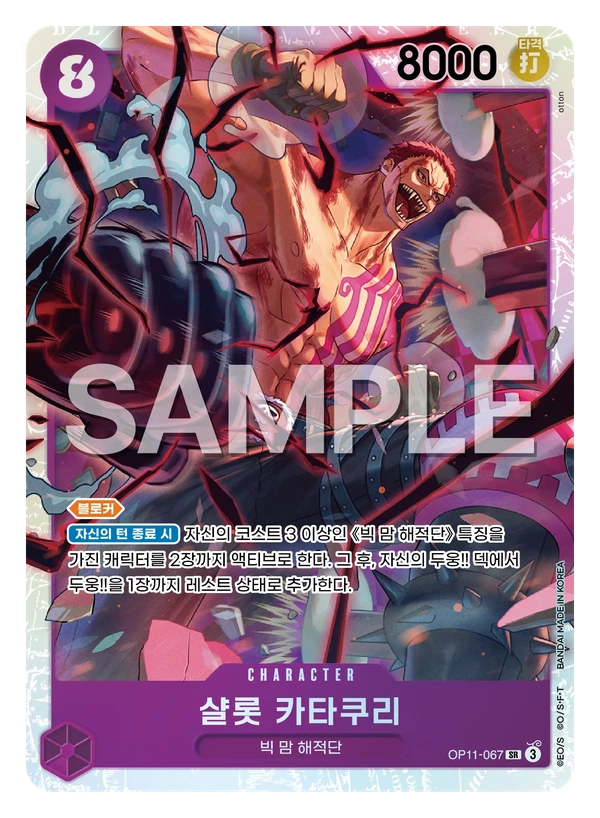 8
8000
타격
打
otton
SAMPLE
블로커
자신의 턴 종료 시 자신의 코스트 3 이상인 《빅 맘 해적단》 특징을
가진 캐릭터를 2장까지 액티브로 한다. 그 후, 자신의 두웅!! 덱에서
두웅!!을 1장까지 레스트 상태로 추가한다.
CHARACTER
샬롯 카타쿠리
빅 맘 해적단
OP11-067 SR 3
©EO/S ©O/S·F·T BANDAI MADE IN KOREA